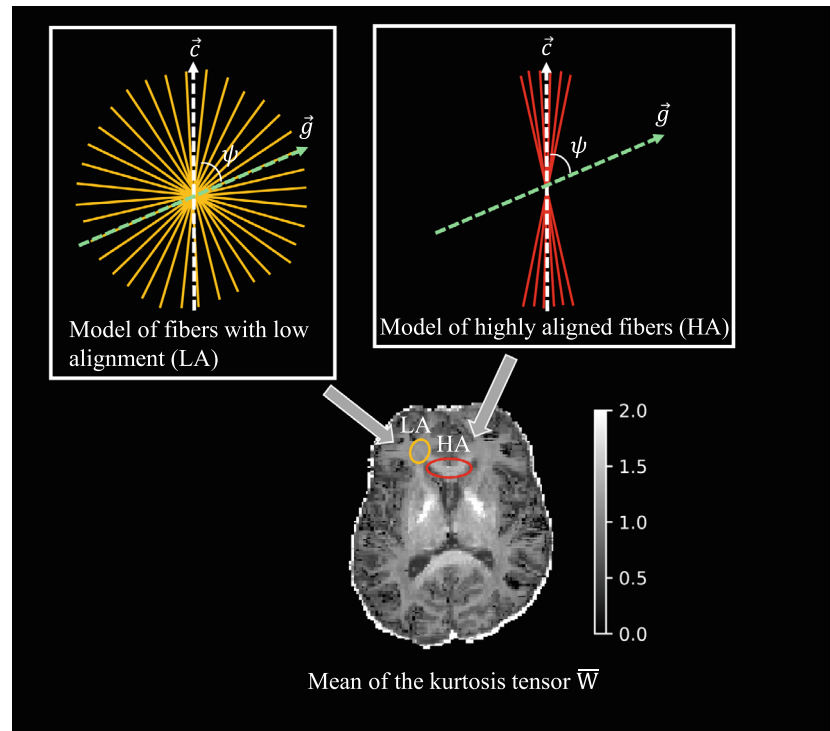 c⃗
g⃗
ψ
Model of fibers with low
alignment (LA)
c⃗
g⃗
ψ
Model of highly aligned fibers (HA)
LA
HA
2.0
1.5
1.0
0.5
0.0
Mean of the kurtosis tensor W̅